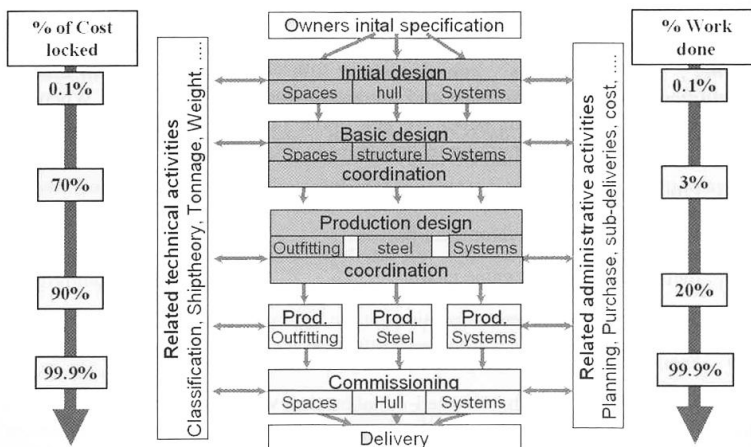 % of Cost
locked
0.1%
70%
90%
99.9%
Related technical activities
Classification, Shiptheory, Tonnage, Weight, ....
Owners inital specification
Initial design
Spaces hull Systems
Basic design
Spaces structure Systems
coordination
Production design
Outfitting steel Systems
coordination
Prod. Prod. Prod.
Outfitting Steel Systems
Commissioning
Spaces Hull Systems
Delivery
Related administrative activities
Planning, Purchase, sub-deliveries, cost, .....
% Work
done
0.1%
3%
20%
99.9%